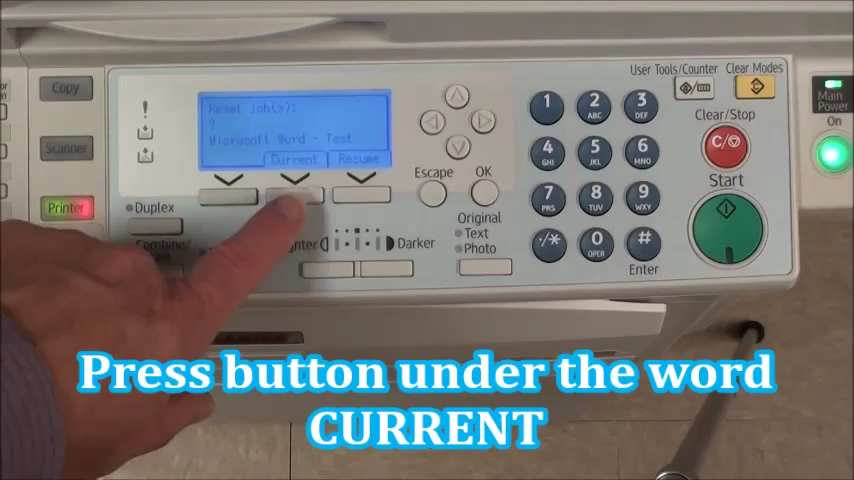 User Tools/Counter
Clear Modes
Copy
Scanner
Printer
Reset job(s):
?
Microsoft Word - Test
Current
Resume
Escape
OK
Duplex
Combine/
Darker
Original
Text
Photo
1
2
ABC
3
DEF
4
GHI
5
JKL
6
MNO
7
PRS
8
TUV
9
WXY
·/*
0
OPER
#
Enter
Clear/Stop
C/
Start
Main
Power
On
Press button under the word
CURRENT